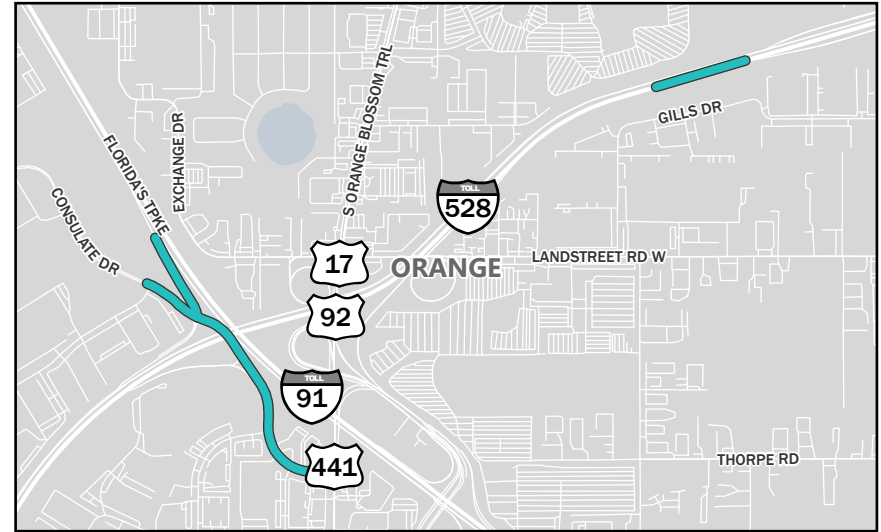 S ORANGE BLOSSOM TRL
GILLS DR
FLORIDA'S TPKE
EXCHANGE DR
CONSULATE DR
TOLL
528
17
ORANGE
LANDSTREET RD W
92
TOLL
91
441
THORPE RD